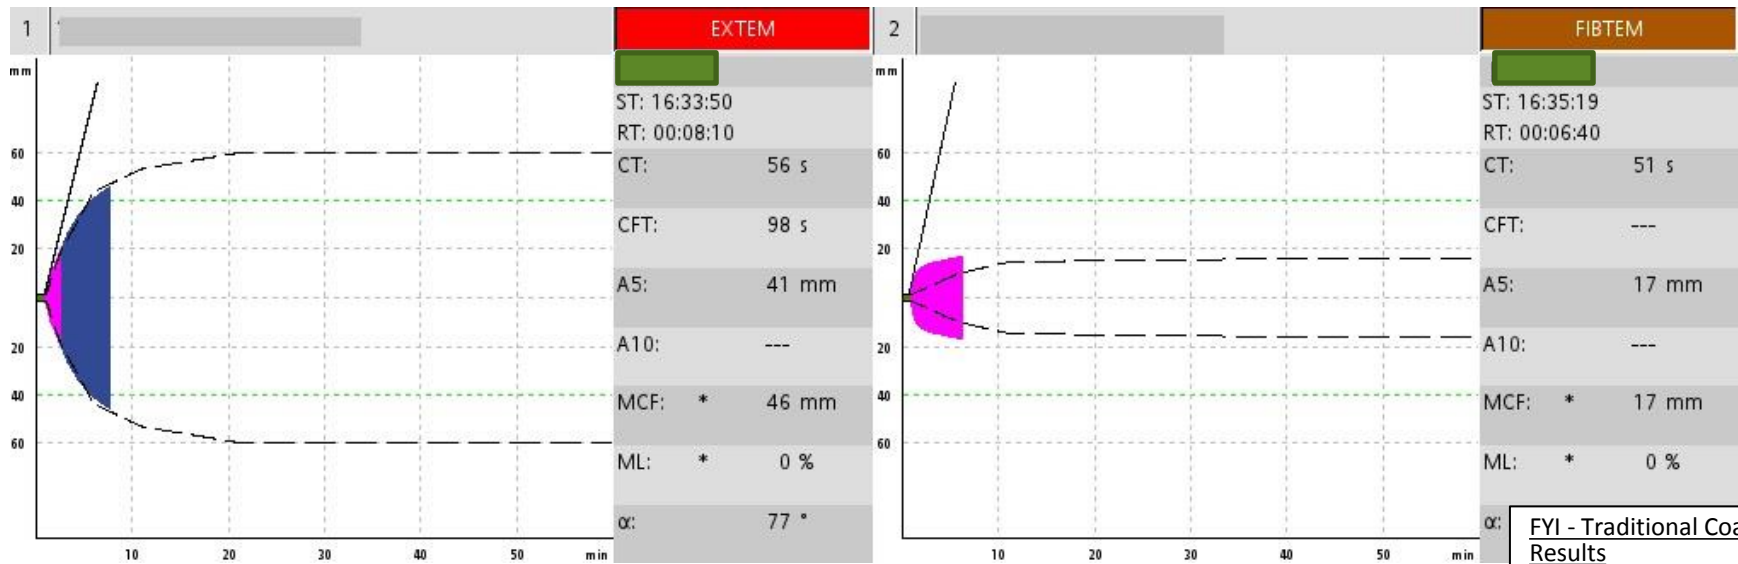 1
EXTEM
mm
60
40
20
20
40
60
10 20 30 40 50 min
ST: 16:33:50
RT: 00:08:10
CT: 56 s
CFT: 98 s
A5: 41 mm
A10: ---
MCF: * 46 mm
ML: * 0 %
α: 77 °
2
FIBTEM
mm
60
40
20
20
40
60
10 20 30 40 50 min
ST: 16:35:19
RT: 00:06:40
CT: 51 s
CFT: ---
A5: 17 mm
A10: ---
MCF: * 17 mm
ML: * 0 %
α:
FYI - Traditional Coa
Results